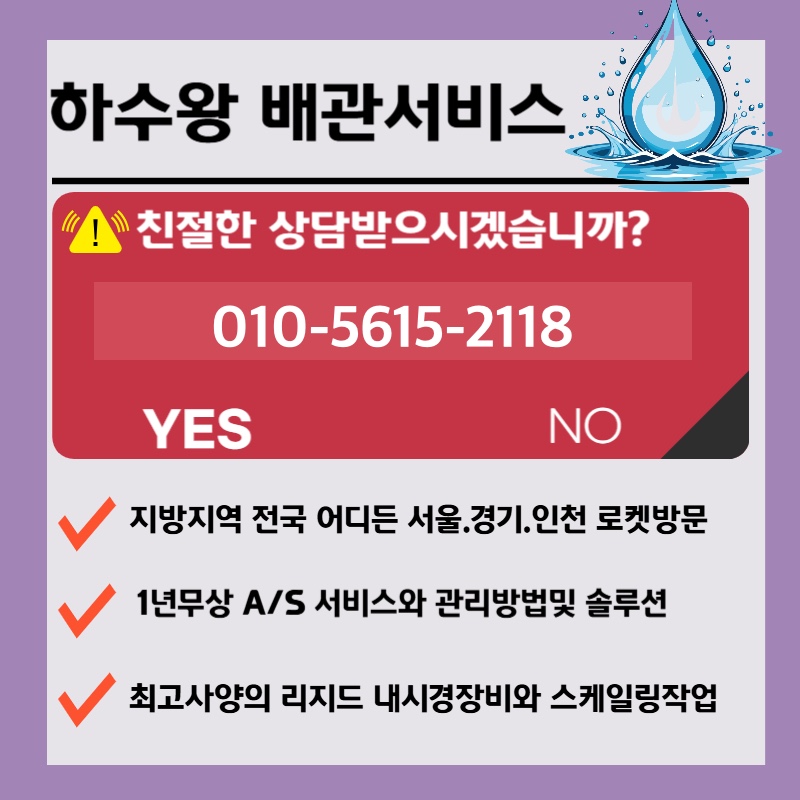 하수왕 배관서비스
친절한 상담받으시겠습니까?
010-5615-2118
YES
NO
지방지역 전국 어디든 서울.경기.인천 로켓방문
1년무상 A/S 서비스와 관리방법및 솔루션
최고사양의 리지드 내시경장비와 스케일링작업